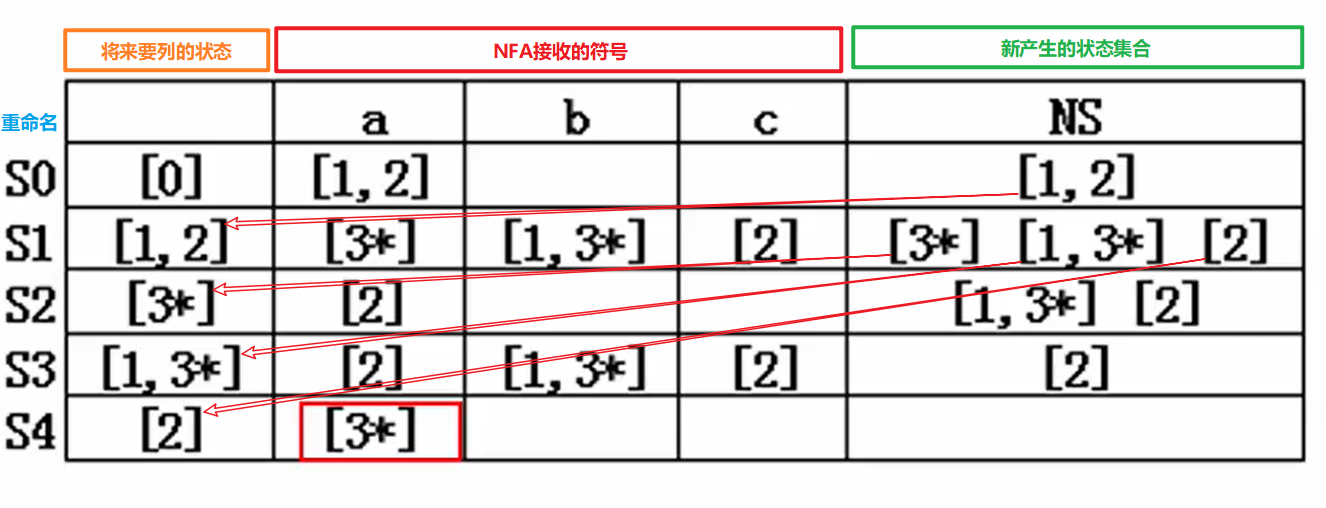 将来要列的状态 NFA接收的符号 新产生的状态集合
重命名 a b c NS
S0 [0] [1,2] [1,2]
S1 [1,2] [3*] [1,3*] [2] [3*] [1,3*] [2]
S2 [3*] [2] [1,3*] [2]
S3 [1,3*] [2] [1,3*] [2] [2]
S4 [2] [3*]